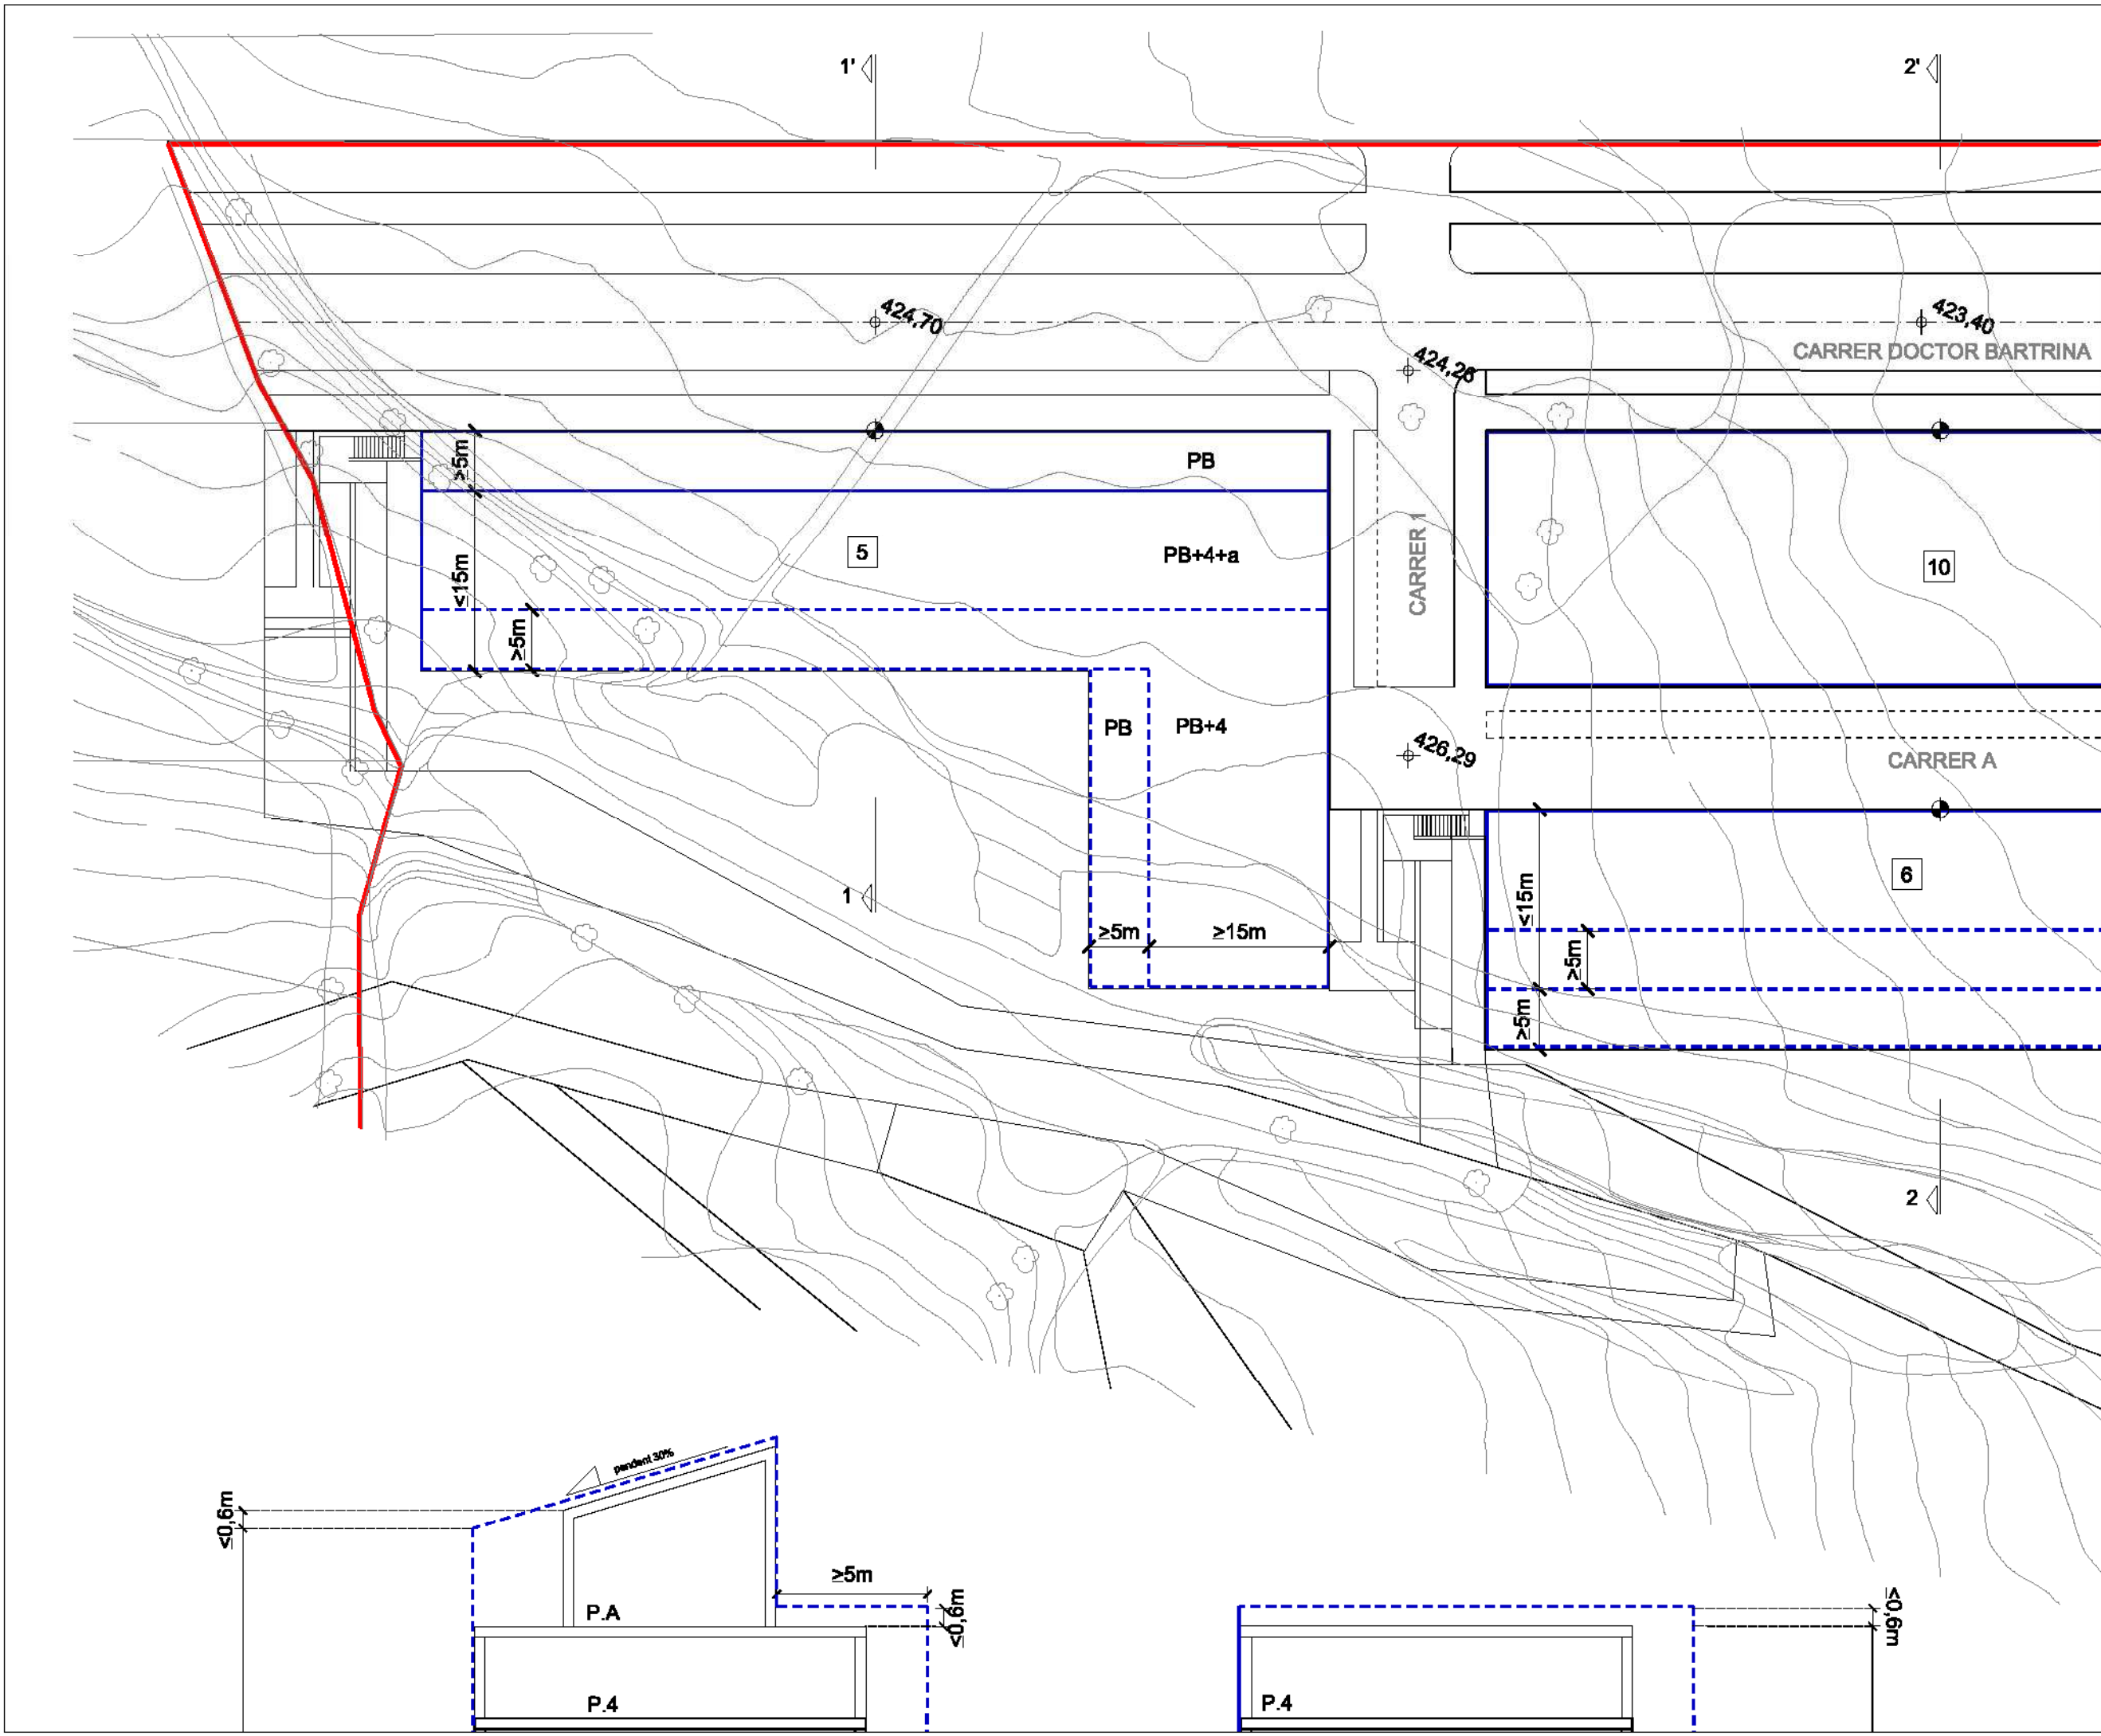 1'
2'
424,70
423,40
CARRER DOCTOR BARTRINA
424,26
≥5m
PB
5
PB+4+a
<15m
CARRER 1
10
≥5m
PB
PB+4
426,29
CARRER A
1
6
≥5m
≥15m
<15m
≥5m
≥5m
2
pendent 30%
≤0,6m
≥5m
≤0,6m
P.A
P.4
≤0,6m
P.4